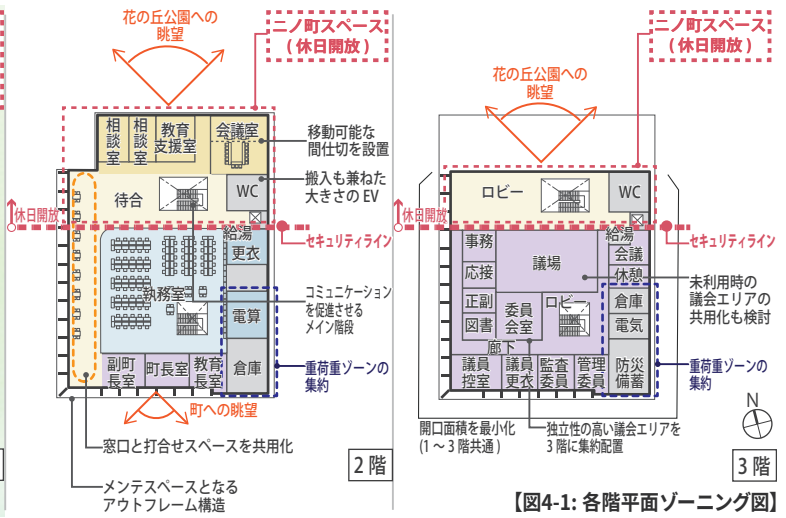 花の丘公園への
眺望
二ノ町スペース
(休日開放)
相談室
相談室
教育
支援室
会議室
移動可能な
間仕切を設置
待合
WC
搬入も兼ねた
大きさのEV
休日開放
セキュリティライン
給湯
更衣
執務室
電算
倉庫
コミュニケーション
を促進させる
メイン階段
重荷重ゾーンの
集約
副町
長室
町長室
教育
長室
町への眺望
窓口と打合せスペースを共用化
メンテスペースとなる
アウトフレーム構造
2階
花の丘公園への
眺望
二ノ町スペース
(休日開放)
ロビー
WC
休日開放
セキュリティライン
事務
応接
正副
図書
議場
給湯
会議
休憩
倉庫
電気
委員
会室
ロビー
廊下
未利用時の
議会エリアの
共用化も検討
重荷重ゾーンの
集約
議員
控室
議員
更衣
監査
委員
管理
委員
防災
備蓄
開口面積を最小化
(1～3階共通)
独立性の高い議会エリアを
3階に集約配置
N
3階
【図4-1: 各階平面ゾーニング図】